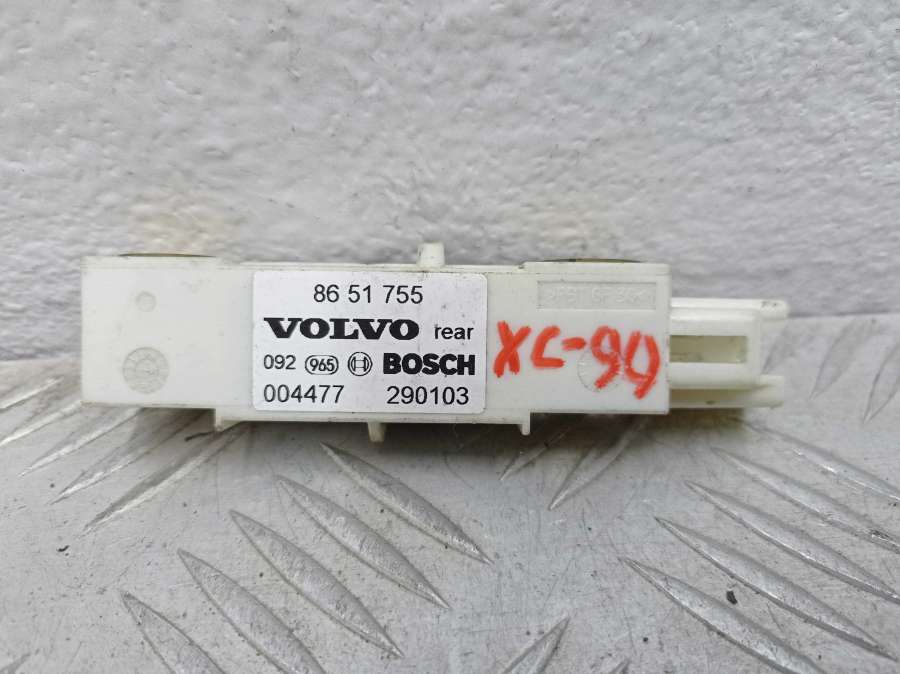 86 51 755
VOLVO rear
092 965 BOSCH
004477 290103
XC-90